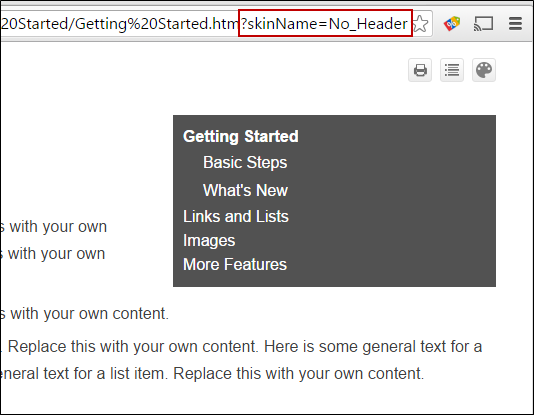 20Started/Getting%20Started.htm?skinName=No_Header
Getting Started
Basic Steps
What's New
Links and Lists
Images
More Features
s with your own
s with your own
s with your own content.
. Replace this with your own content. Here is some general text for a
neral text for a list item. Replace this with your own content.